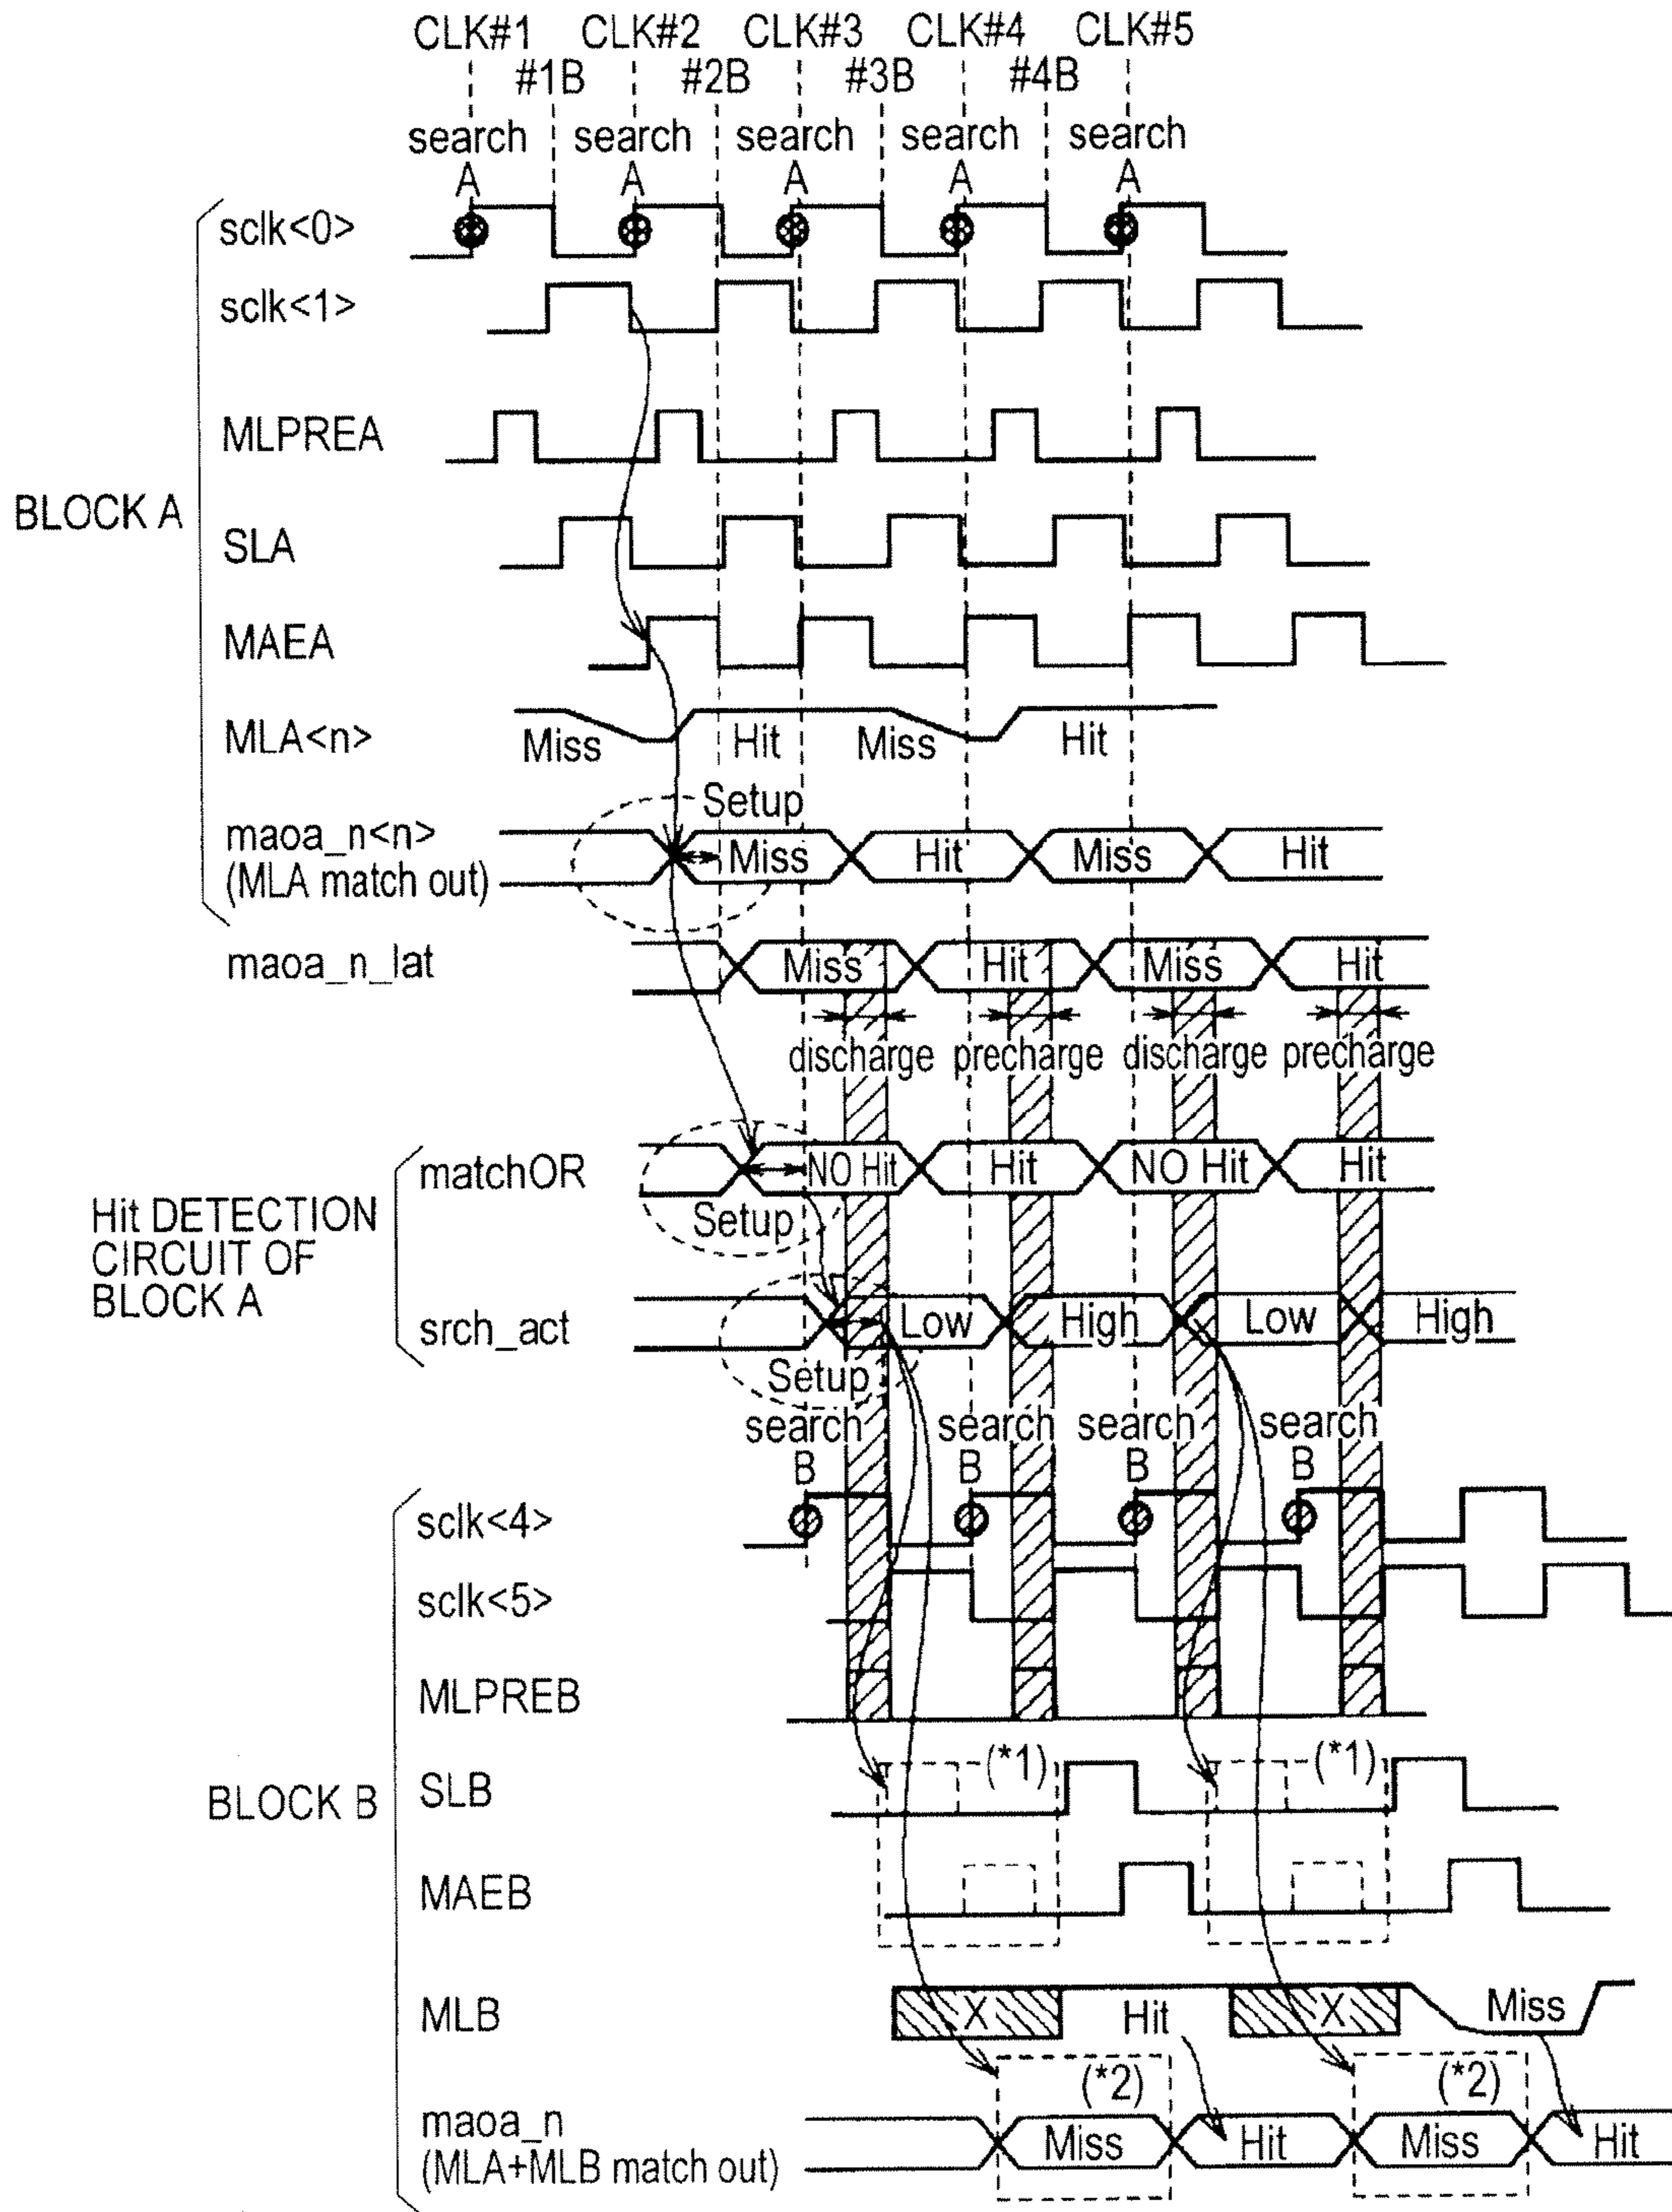 CLK#1 CLK#2 CLK#3 CLK#4 CLK#5
#1B #2B #3B #4B
search search search search search
A A A A A
sclk<0>
sclk<1>
MLPREA
BLOCK A
SLA
MAEA
MLA<n> Miss Hit Miss Hit
Setup
maoa_n<n> Miss Hit Miss Hit
(MLA match out)
maoa_n_lat Miss Hit Miss Hit
discharge precharge discharge precharge
matchOR NO Hit Hit NO Hit Hit
Setup
Hit DETECTION
CIRCUIT OF
BLOCK A
srch_act Low High Low High
Setup
search search search search
B B B B
sclk<4>
sclk<5>
MLPREB
(*1) (*1)
SLB
BLOCK B
MAEB
MLB X Hit X Miss
(*2) (*2)
maoa_n Miss Hit Miss Hit
(MLA+MLB match out)